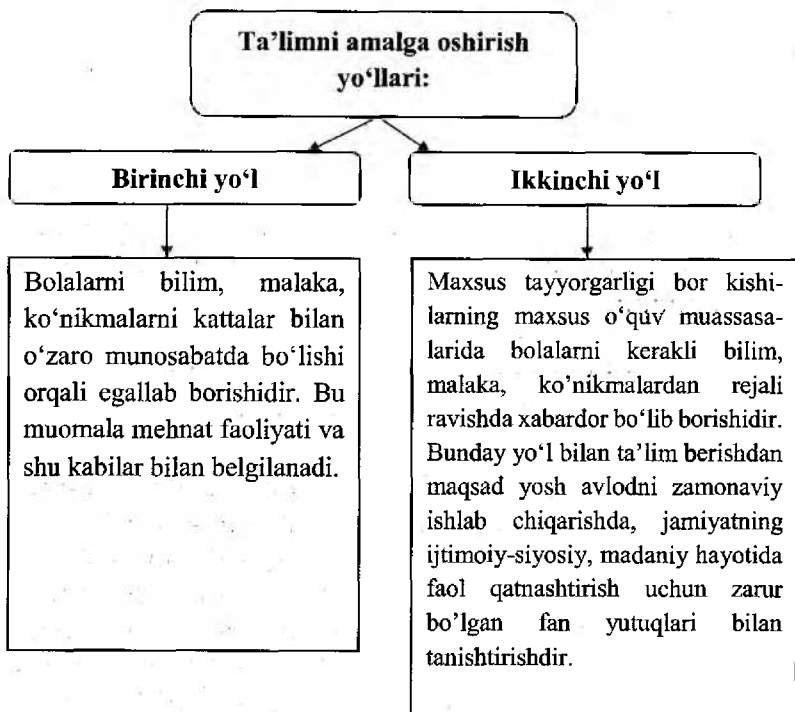 Ta’limni amalga oshirish
yo‘llari:
Birinchi yo‘l
Ikkinchi yo‘l
Bolalarni bilim, malaka,
ko‘nikmalarni kattalar bilan
o‘zaro munosabatda bo‘lishi
orqali egallab borishidir. Bu
muomala mehnat faoliyati va
shu kabilar bilan belgilanadi.
Maxsus tayyorgarligi bor kishi-
larning maxsus o‘quv muassasa-
larida bolalarni kerakli bilim,
malaka, ko’nikmalardan rejali
ravishda xabardor bo‘lib borishidir.
Bunday yo‘l bilan ta’lim berishdan
maqsad yosh avlodni zamonaviy
ishlab chiqarishda, jamiyatning
ijtimoiy-siyosiy, madaniy hayotida
faol qatnashtirish uchun zarur
bo’lgan fan yutuqlari bilan
tanishtirishdir.